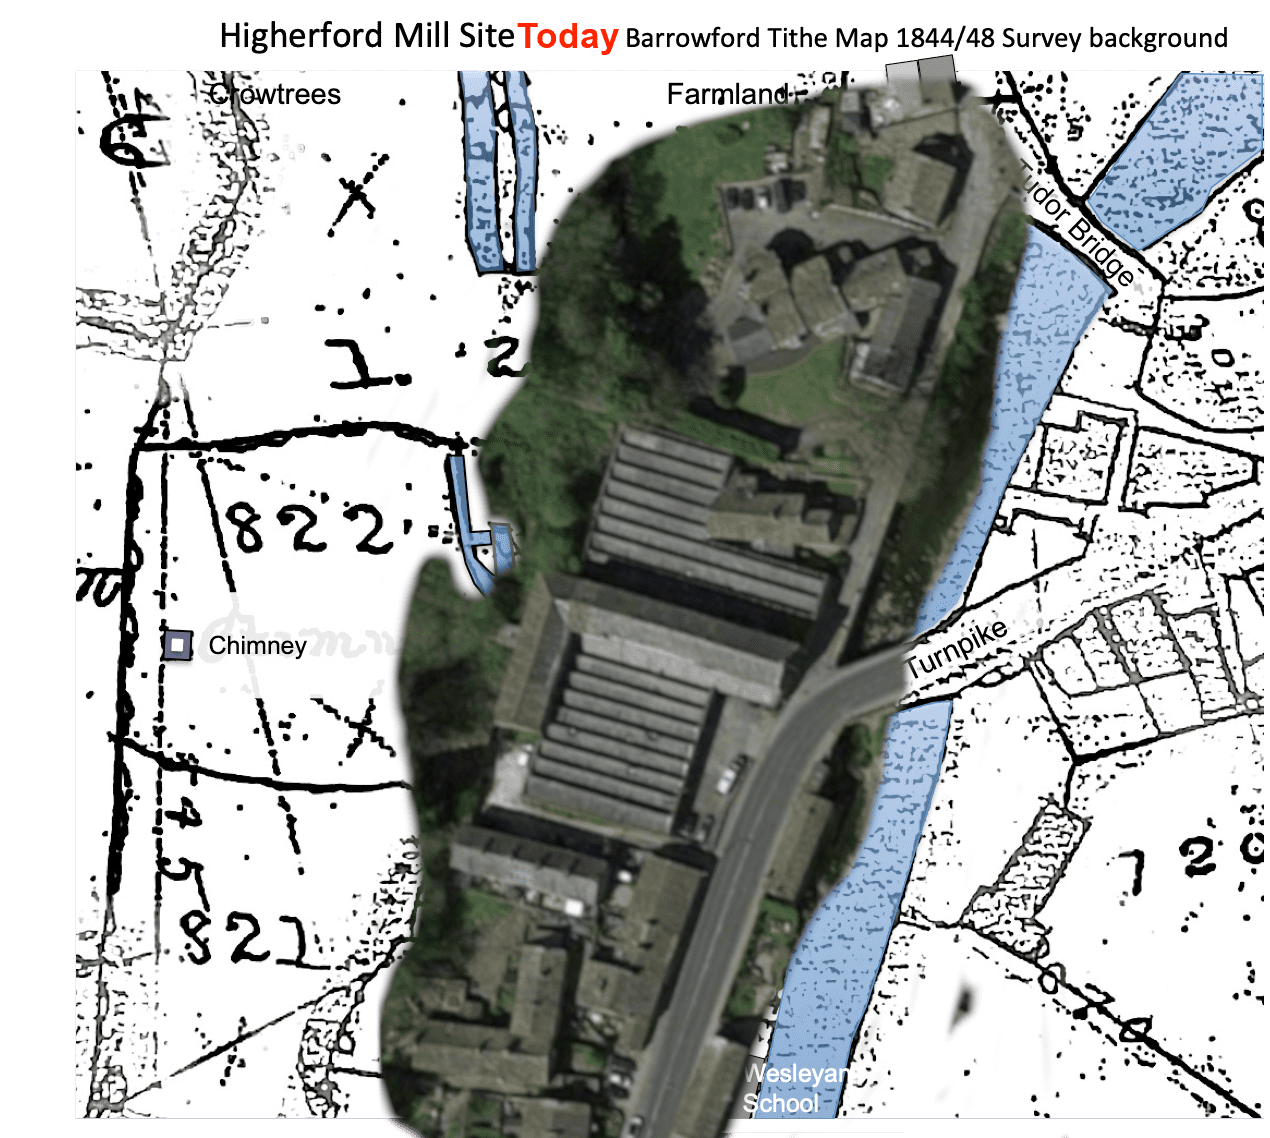 Higherford Mill Site Today Barrowford Tithe Map 1844/48 Survey background
Crowtrees
Farmland
Tudor Bridge
1.
2
822
Chimney
Turnpike
745
720
821
Wesleyan
School